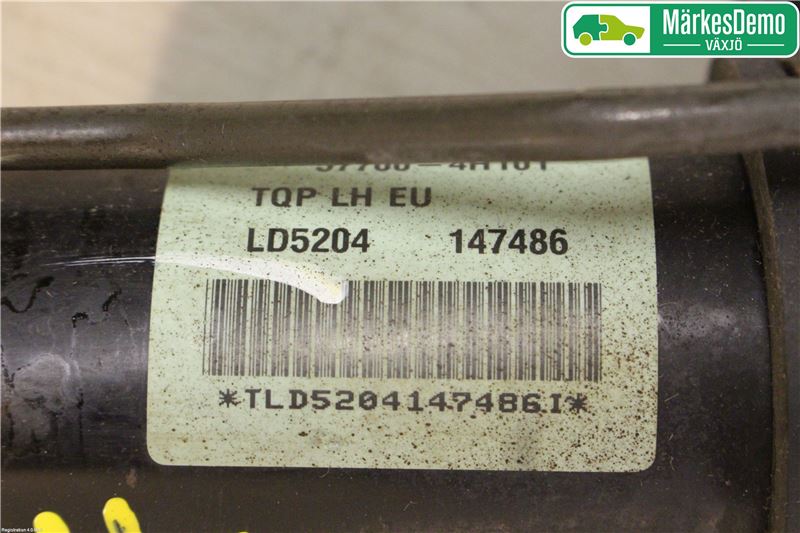 MärkesDemo
VÄXJÖ
TQP LH EU
LD5204 147486
*TLD5204147486I*